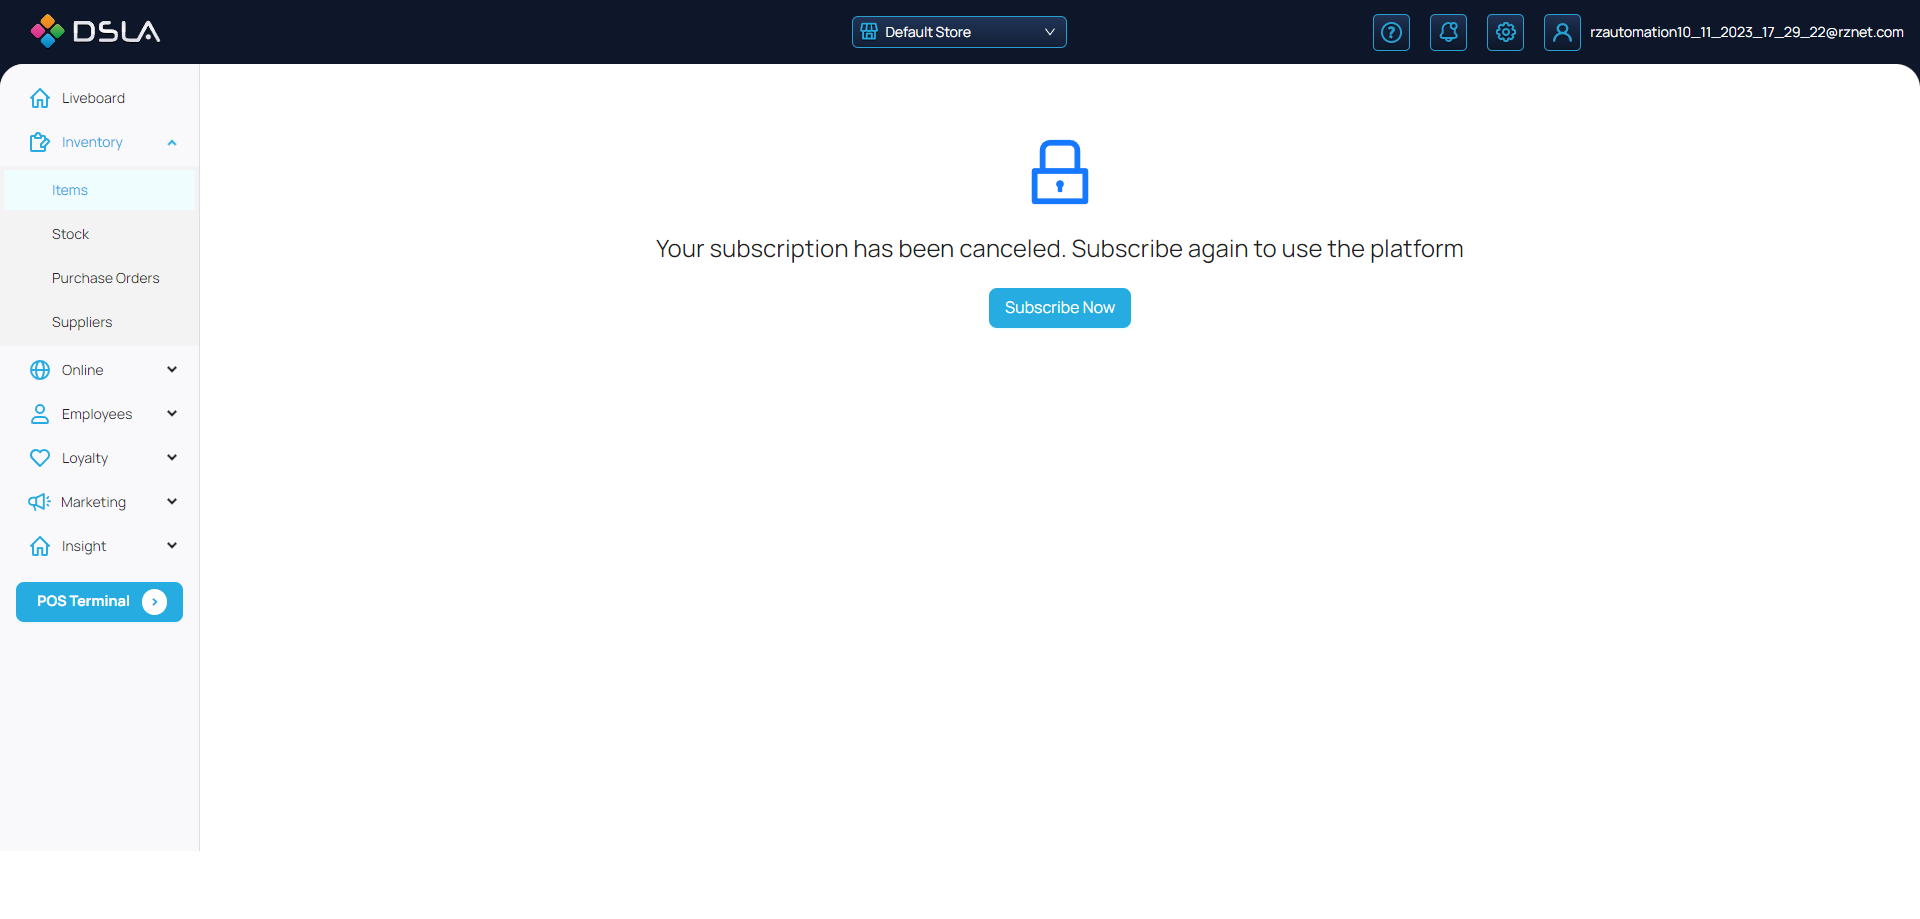 DSLA
Default Store
rzautomation10_11_2023_17_29_22@rznet.com
Liveboard
Inventory
Items
Stock
Purchase Orders
Suppliers
Online
Employees
Loyalty
Marketing
Insight
POS Terminal
Your subscription has been canceled. Subscribe again to use the platform
Subscribe Now